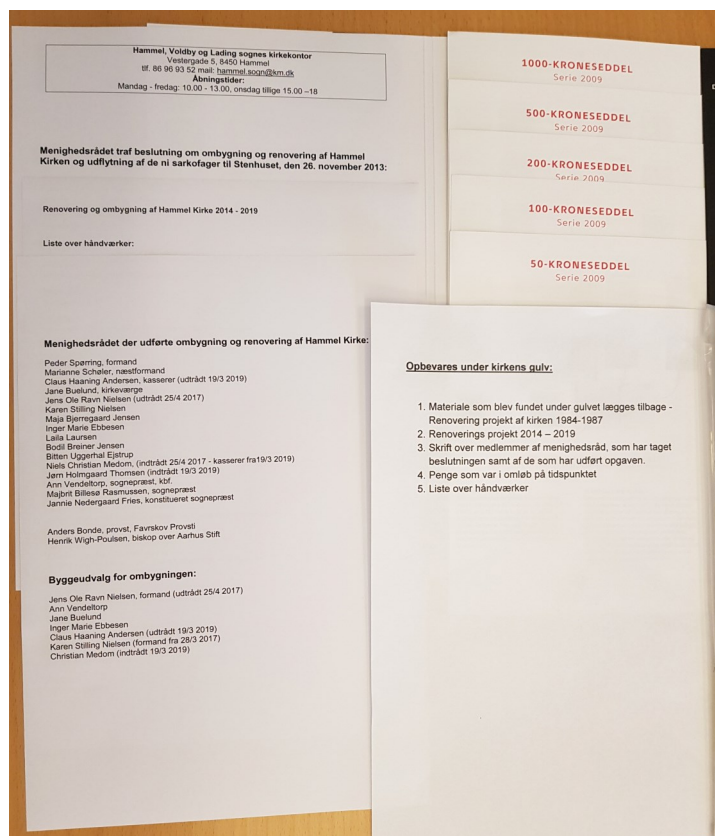 Hammel, Voldby og Lading sognes kirkekontor
Vestergade 5, 8450 Hammel
tlf. 86 96 93 52 mail: hammel.sogn@km.dk
Åbningstider:
Mandag - fredag: 10.00 - 13.00, onsdag tillige 15.00 –18
Menighedsrådet traf beslutning om ombygning og renovering af Hammel
Kirken og udflytning af de ni sarkofager til Stenhuset, den 26. november 2013:
Renovering og ombygning af Hammel Kirke 2014 - 2019
Liste over håndværker:
Menighedsrådet der udførte ombygning og renovering af Hammel Kirke:
Peder Spørring, formand
Marianne Schøler, næstformand
Claus Haaning Andersen, kasserer (udtrådt 19/3 2019)
Jane Buelund, kirkeværge
Jens Ole Ravn Nielsen (udtrådt 25/4 2017)
Karen Stilling Nielsen
Maja Bjerregaard Jensen
Inger Marie Ebbesen
Laila Laursen
Bodil Breiner Jensen
Bitten Uggerhal Ejstrup
Niels Christian Medom, (indtrådt 25/4 2017 - kasserer fra19/3 2019)
Jørn Holmgaard Thomsen (indtrådt 19/3 2019)
Ann Vendeltorp, sognepræst, kbf.
Majbrit Billesø Rasmussen, sognepræst
Jannie Nedergaard Fries, konstitueret sognepræst
Anders Bonde, provst, Favrskov Provsti
Henrik Wigh-Poulsen, biskop over Aarhus Stift
Byggeudvalg for ombygningen:
Jens Ole Ravn Nielsen, formand (udtrådt 25/4 2017)
Ann Vendeltorp
Jane Buelund
Inger Marie Ebbesen
Claus Haaning Andersen (udtrådt 19/3 2019)
Karen Stilling Nielsen (formand fra 28/3 2017)
Christian Medom (indtrådt 19/3 2019)
1000-KRONESEDDEL
Serie 2009
500-KRONESEDDEL
Serie 2009
200-KRONESEDDEL
Serie 2009
100-KRONESEDDEL
Serie 2009
50-KRONESEDDEL
Serie 2009
Opbevares under kirkens gulv:
1. Materiale som blev fundet under gulvet lægges tilbage -
Renovering projekt af kirken 1984-1987
2. Renoverings projekt 2014 – 2019
3. Skrift over medlemmer af menighedsråd, som har taget
beslutningen samt af de som har udført opgaven.
4. Penge som var i omløb på tidspunktet
5. Liste over håndværker